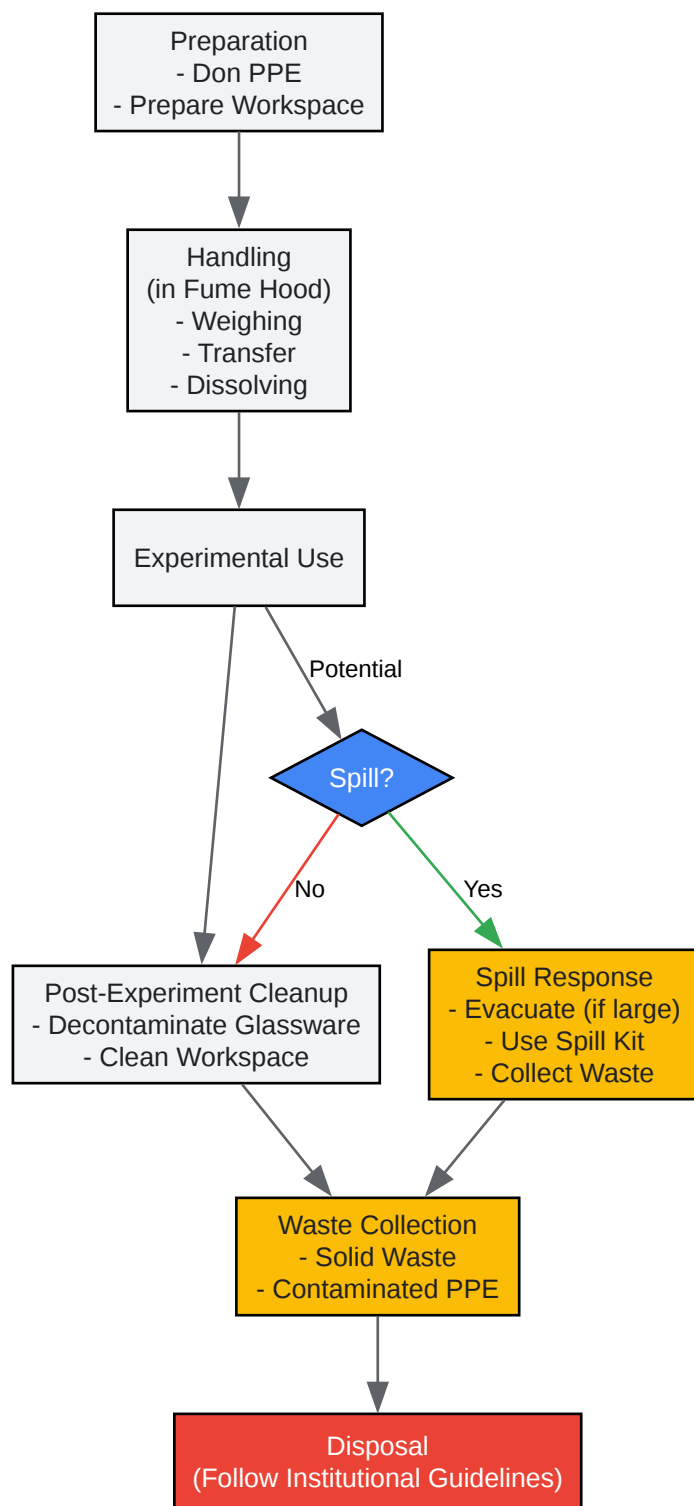 Preparation
- Don PPE
- Prepare Workspace
Handling
(in Fume Hood)
- Weighing
- Transfer
- Dissolving
Experimental Use
Potential
Spill?
No
Yes
Post-Experiment Cleanup
- Decontaminate Glassware
- Clean Workspace
Spill Response
- Evacuate (if large)
- Use Spill Kit
- Collect Waste
Waste Collection
- Solid Waste
- Contaminated PPE
Disposal
(Follow Institutional Guidelines)